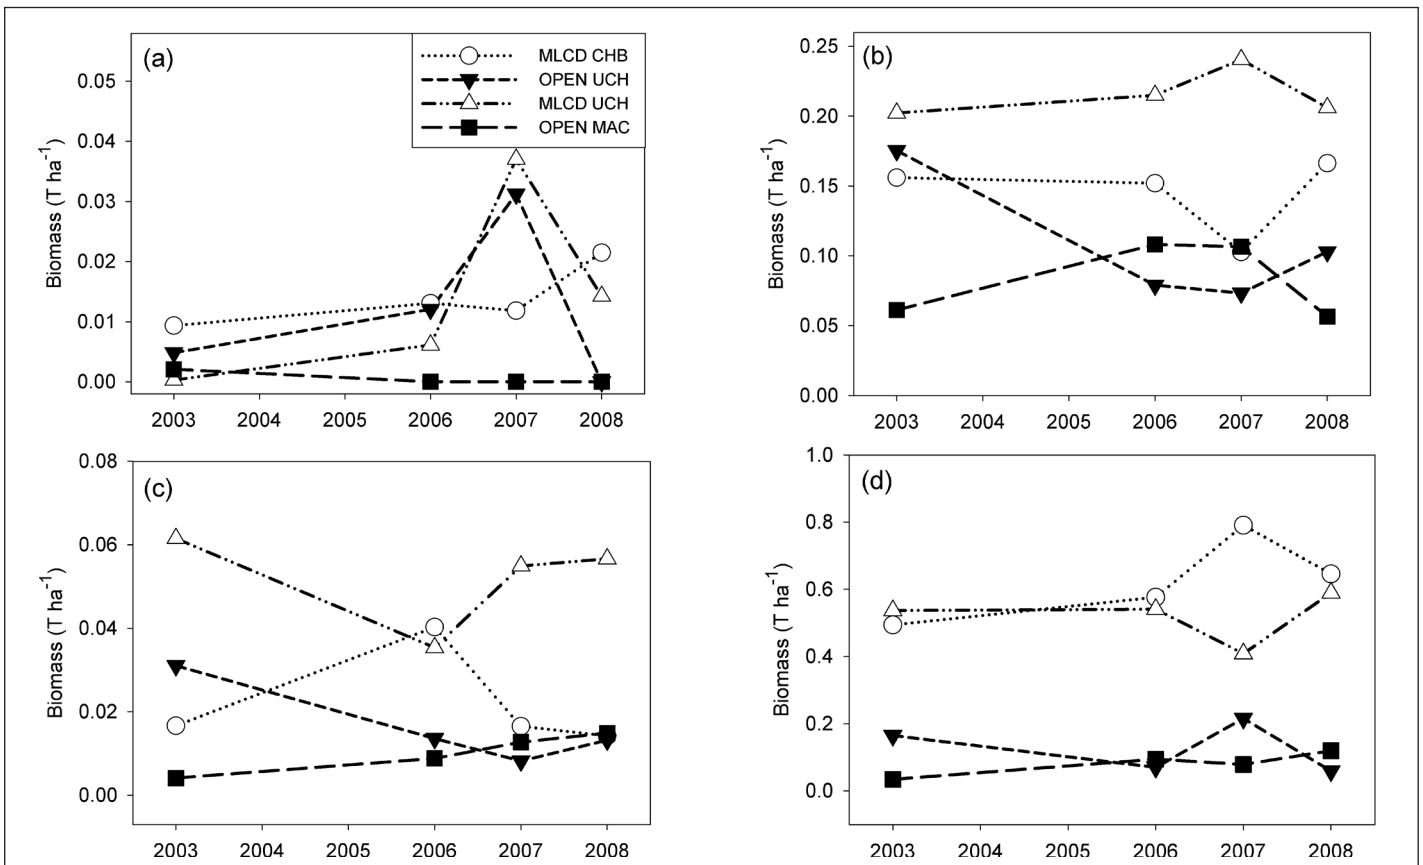 (a)
MLCD CHB
OPEN UCH
MLCD UCH
OPEN MAC
Biomass (T ha⁻¹)
0.05
0.04
0.03
0.02
0.01
0.00
2003 2004 2005 2006 2007 2008
(b)
Biomass (T ha⁻¹)
0.25
0.20
0.15
0.10
0.05
0.00
2003 2004 2005 2006 2007 2008
(c)
Biomass (T ha⁻¹)
0.08
0.06
0.04
0.02
0.00
2003 2004 2005 2006 2007 2008
(d)
Biomass (T ha⁻¹)
1.0
0.8
0.6
0.4
0.2
0.0
2003 2004 2005 2006 2007 2008